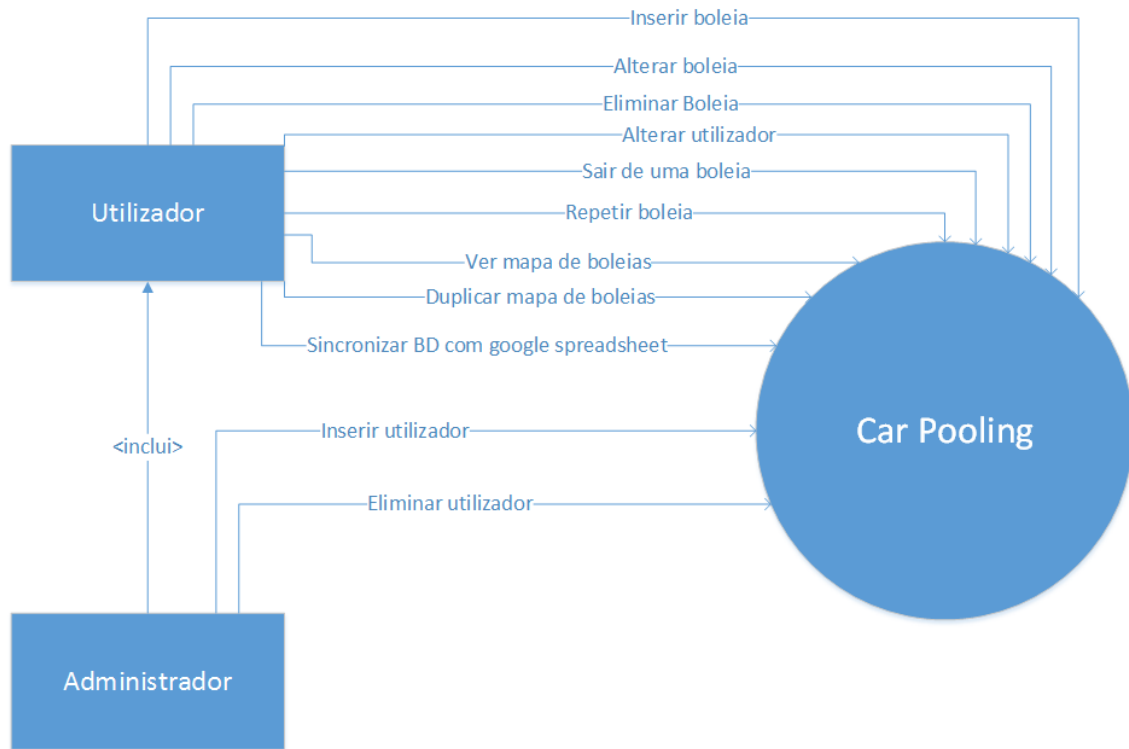 Inserir boleia
Alterar boleia
Eliminar Boleia
Alterar utilizador
Sair de uma boleia
Utilizador
Repetir boleia
Ver mapa de boleias
Duplicar mapa de boleias
Sincronizar BD com google spreadsheet
Car Pooling
Inserir utilizador
<inclui>
Eliminar utilizador
Administrador